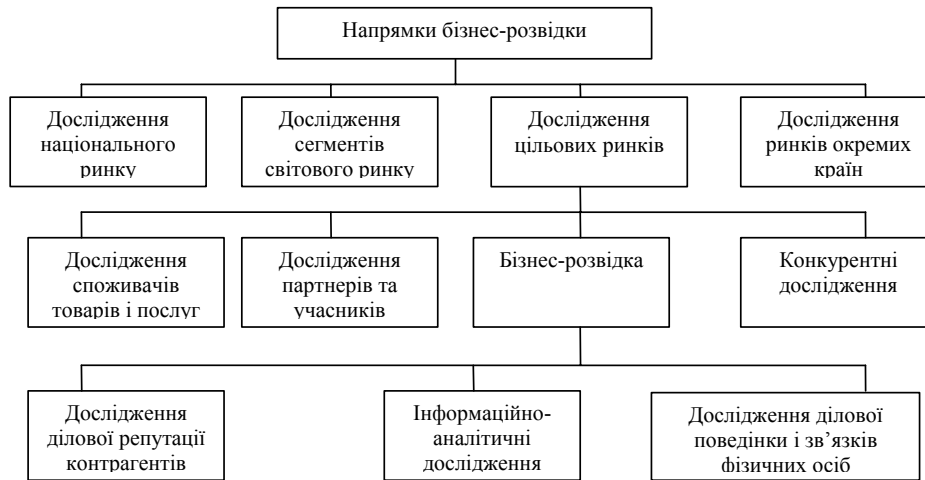 Напрямки бізнес-розвідки
Дослідження
національного
ринку
Дослідження
сегментів
світового ринку
Дослідження
цільових ринків
Дослідження
ринків окремих
країн
Дослідження
споживачів
товарів і послуг
Дослідження
партнерів та
учасників
Бізнес-розвідка
Конкурентні
дослідження
Дослідження
ділової репутації
контрагентів
Інформаційно-
аналітичні
дослідження
Дослідження ділової
поведінки і зв’язків
фізичних осіб